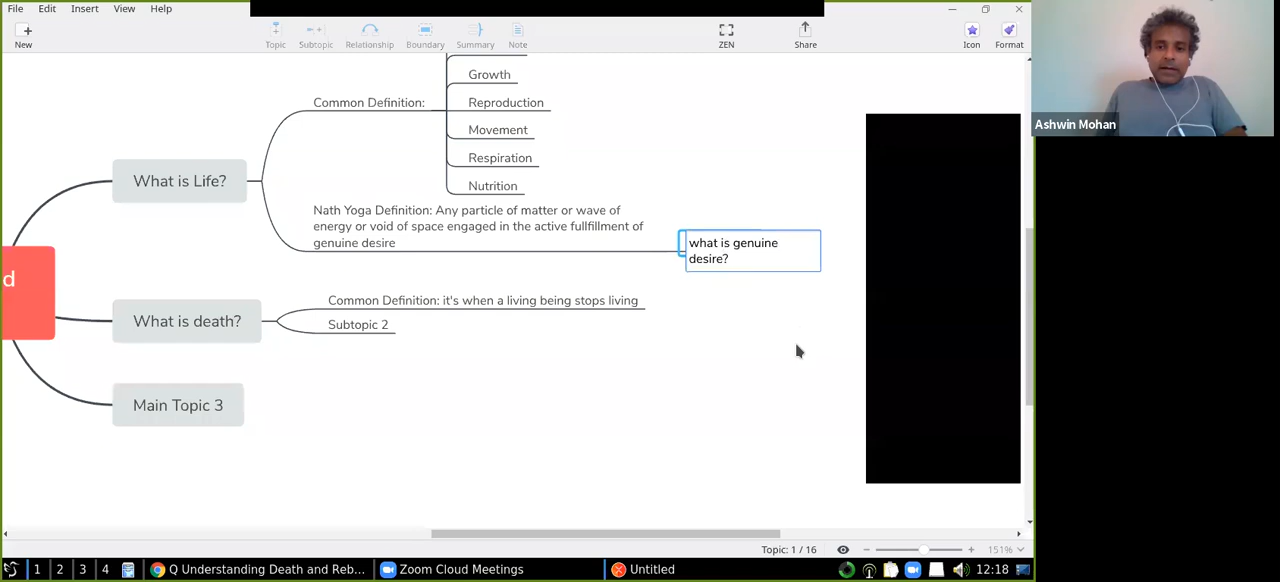 File Edit Insert View Help
New
Topic
Subtopic
Relationship
Boundary
Summary
Note
ZEN
Share
Icon
Format
Ashwin Mohan
Growth
Common Definition:
Reproduction
Movement
Respiration
Nutrition
What is Life?
Nath Yoga Definition: Any particle of matter or wave of
energy or void of space engaged in the active fullfillment of
genuine desire
what is genuine
desire?
d
What is death?
Common Definition: it's when a living being stops living
Subtopic 2
Main Topic 3
Topic: 1 / 16
151%
1 2 3 4
Q Understanding Death and Reb...
Zoom Cloud Meetings
Untitled
12:18